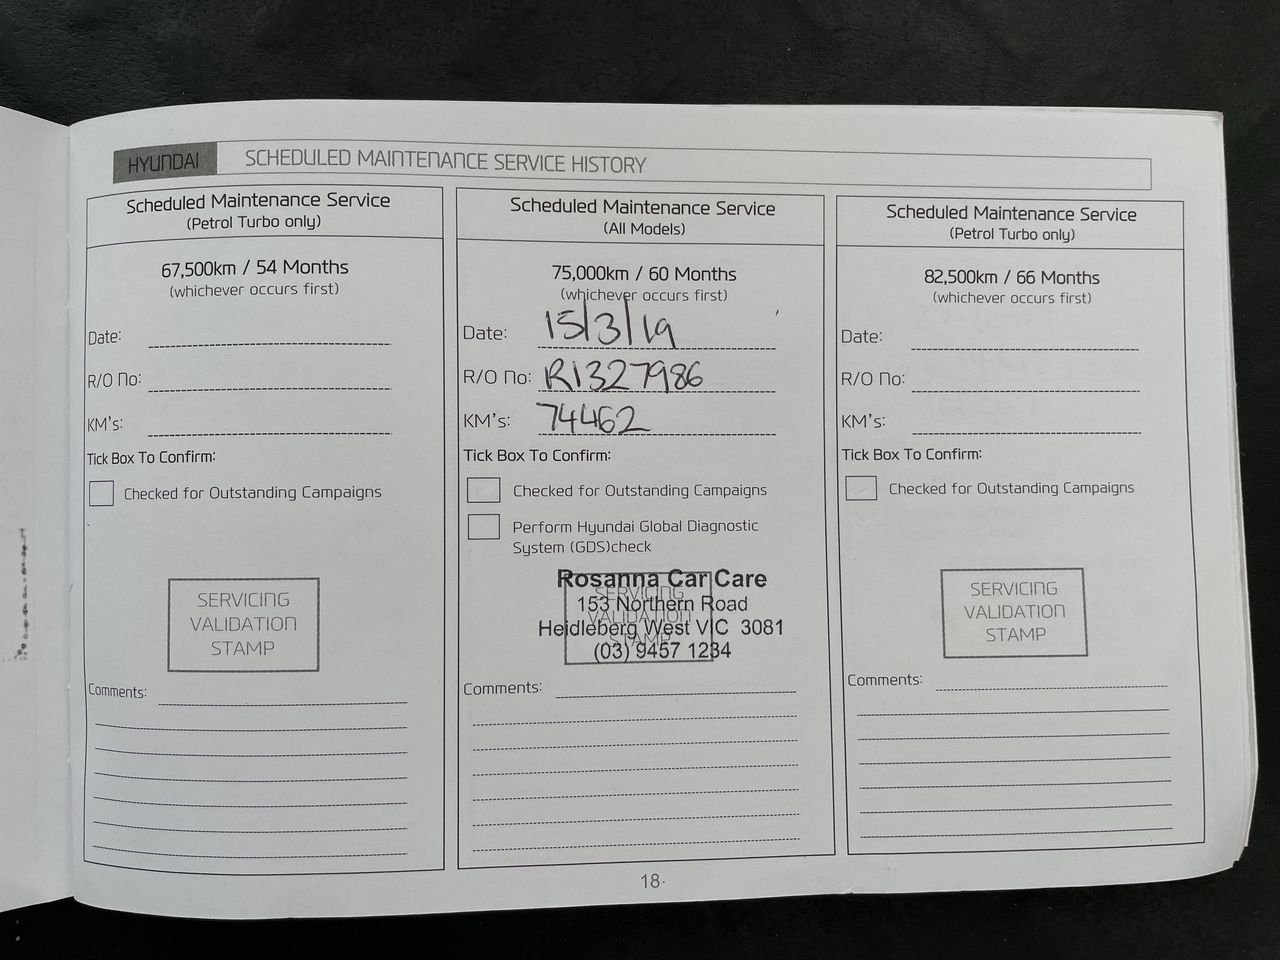 HYUNDAI SCHEDULED MAINTENANCE SERVICE HISTORY
Scheduled Maintenance Service
(Petrol Turbo only)
67,500km / 54 Months
(whichever occurs first)
Date:
R/O No:
KM's:
Tick Box To Confirm:
Checked for Outstanding Campaigns
SERVICING
VALIDATION
STAMP
Comments:
Scheduled Maintenance Service
(All Models)
75,000km / 60 Months
(whichever occurs first)
Date: 15/3/19
R/O No: R1327986
KM's: 74462
Tick Box To Confirm:
Checked for Outstanding Campaigns
Perform Hyundai Global Diagnostic
System (GDS)check
Rosanna Car Care
SERVICING
153 Northern Road
VALIDATION
Heidleberg West VIC 3081
STAMP
(03) 9457 1234
Comments:
Scheduled Maintenance Service
(Petrol Turbo only)
82,500km / 66 Months
(whichever occurs first)
Date:
R/O No:
KM's:
Tick Box To Confirm:
Checked for Outstanding Campaigns
SERVICING
VALIDATION
STAMP
Comments:
18